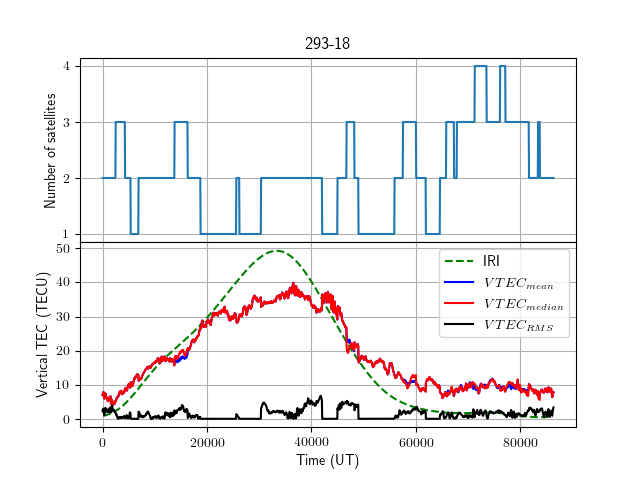 293-18
Number of satellites
4
3
2
1
Vertical TEC (TECU)
50
40
30
20
10
0
IRI
VTEC_mean
VTEC_median
VTEC_RMS
0 20000 40000 60000 80000
Time (UT)